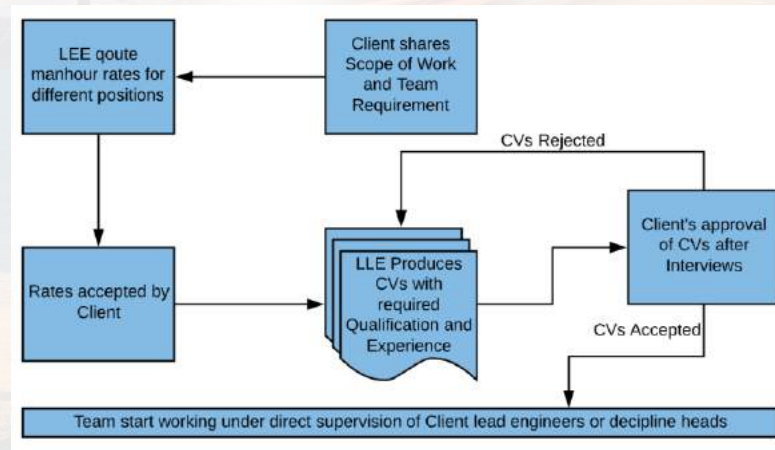 Client shares
Scope of Work
and Team
Requirement
LEE qoute
manhour rates for
different positions
Rates accepted by
Client
LLE Produces
CVs with
required
Qualification and
Experience
Client's approval
of CVs after
Interviews
CVs Rejected
CVs Accepted
Team start working under direct supervision of Client lead engineers or decipline heads